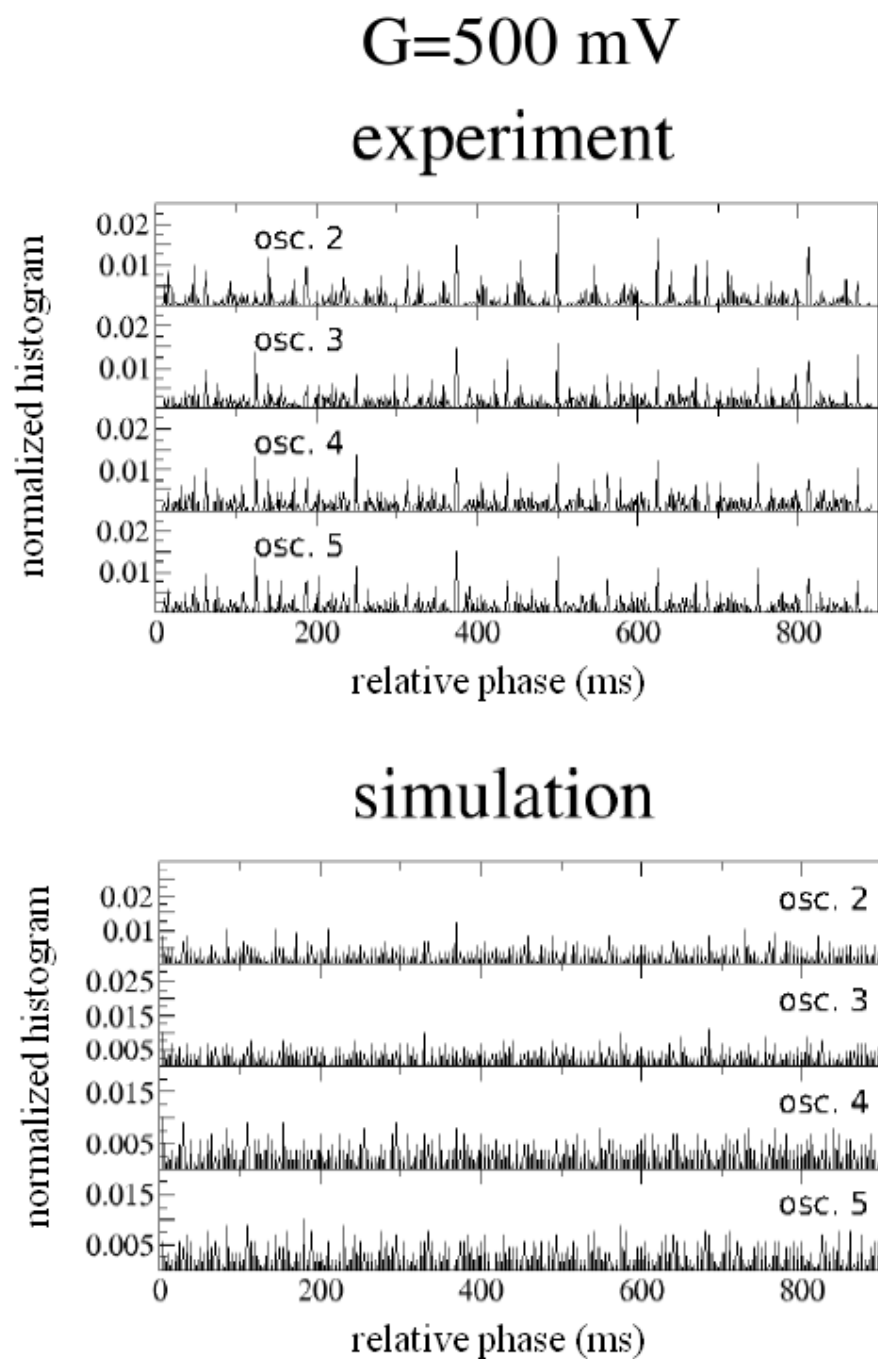 G=500 mV
experiment
normalized histogram
0.02
0.01
osc. 2
0.02
0.01
osc. 3
0.02
0.01
osc. 4
0.02
0.01
osc. 5
0 200 400 600 800
relative phase (ms)
simulation
normalized histogram
0.02
0.01
osc. 2
0.025
0.015
0.005
osc. 3
0.015
0.005
osc. 4
0.015
0.005
osc. 5
0 200 400 600 800
relative phase (ms)